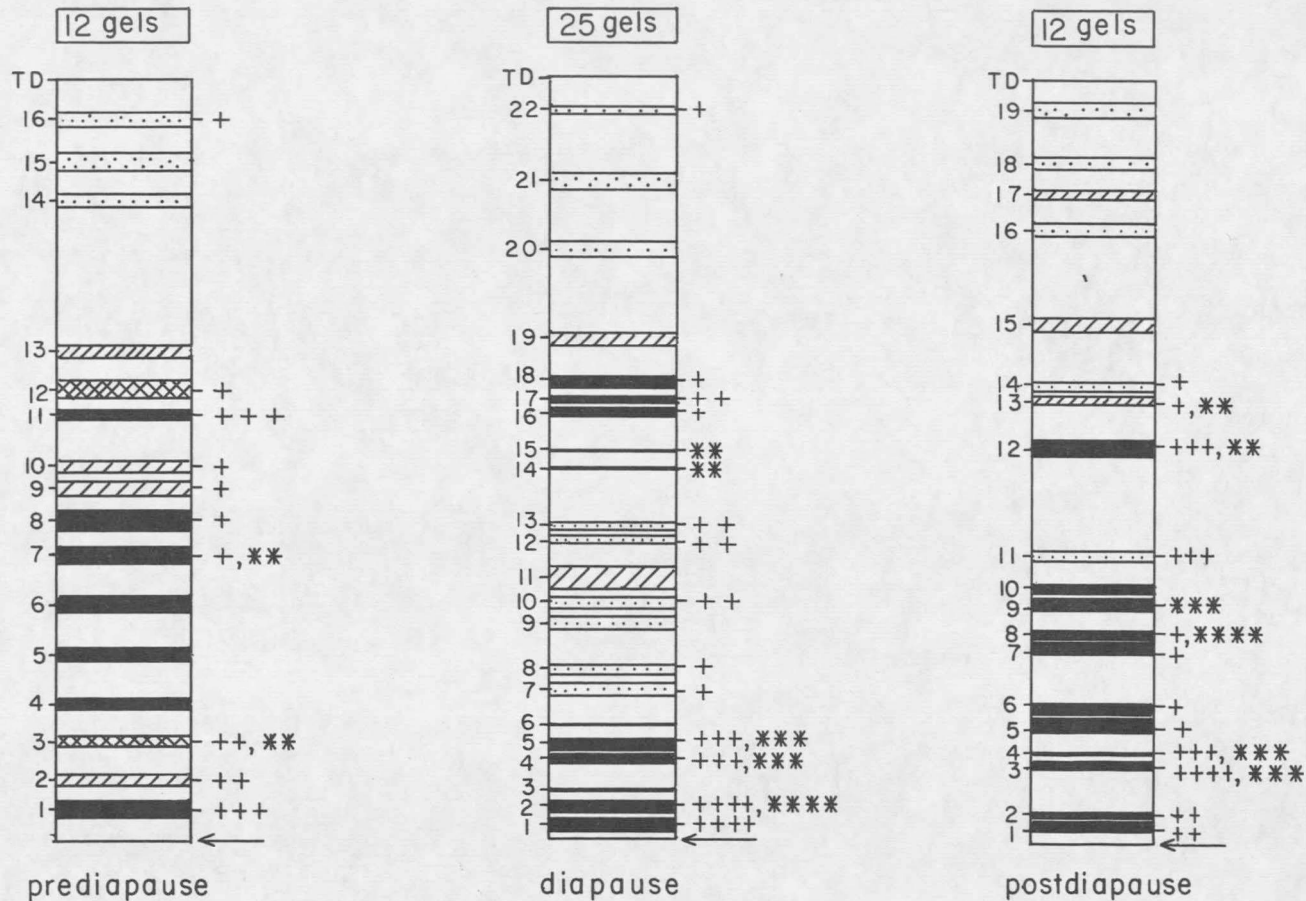 12 gels
TD
16 +
15
14
13
12 +
11 + + +
10 +
9 +
8 +
7 +, **
6
5
4
3 ++, **
2 ++
1 +++
prediapause
25 gels
TD
22 +
21
20
19
18 +
17 + +
16 +
15 **
14 **
13 + +
12 + +
11
10 + +
9
8 +
7 +
6
5 +++, ***
4 +++, ***
3
2 ++++, ****
1 ++++
diapause
12 gels
TD
19
18
17
16
15
14 +
13 +, **
12 +++, **
11 +++
10
9 ***
8 +, ****
7 +
6 +
5 +
4 +++, ***
3 ++++, ***
2 ++
1 ++
postdiapause